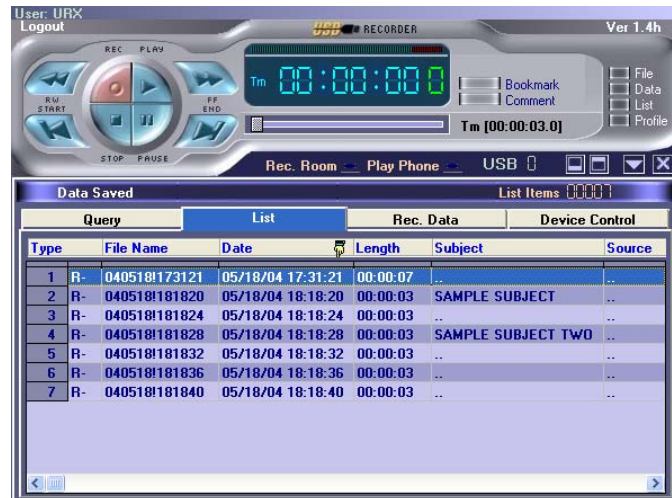 User: URX
Logout
USB RECORDER
Ver 1.4h
REC PLAY
RW
START
FF
END
STOP PAUSE
Tm 00:00:00 0
Bookmark
Comment
File
Data
List
Profile
Tm [00:00:03.0]
Rec. Room Play Phone USB 0
Data Saved
List Items 00007
Query List Rec. Data Device Control
Type File Name Date Length Subject Source
1 R- 040518!173121 05/18/04 17:31:21 00:00:07 .. ..
2 R- 040518!181820 05/18/04 18:18:20 00:00:03 SAMPLE SUBJECT ..
3 R- 040518!181824 05/18/04 18:18:24 00:00:03 .. ..
4 R- 040518!181828 05/18/04 18:18:28 00:00:03 SAMPLE SUBJECT TWO ..
5 R- 040518!181832 05/18/04 18:18:32 00:00:03 .. ..
6 R- 040518!181836 05/18/04 18:18:36 00:00:03 .. ..
7 R- 040518!181840 05/18/04 18:18:40 00:00:03 .. ..